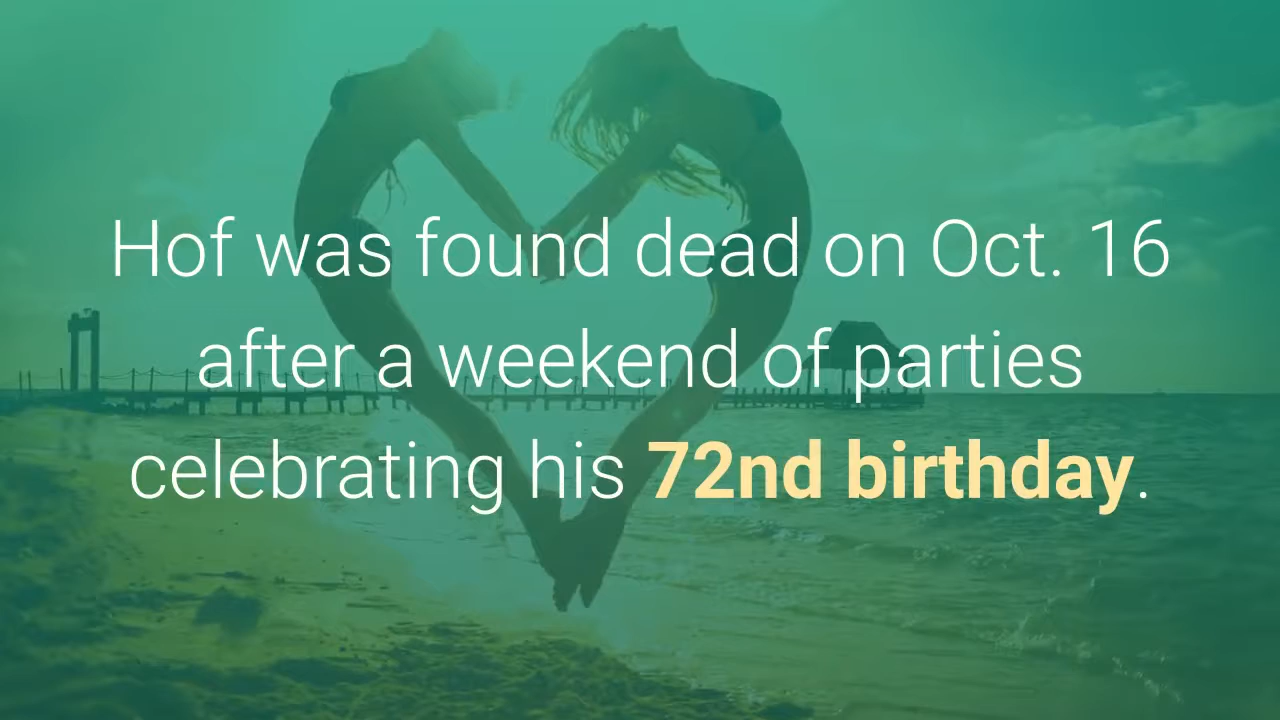 Hof was found dead on Oct. 16
after a weekend of parties
celebrating his 72nd birthday.